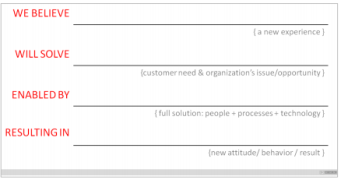 WE BELIEVE
( a new experience )
WILL SOLVE
(customer need & organization's issue/opportunity )
ENABLED BY
( full solution: people + processes + technology )
RESULTING IN
(new attitude/ behavior / result )